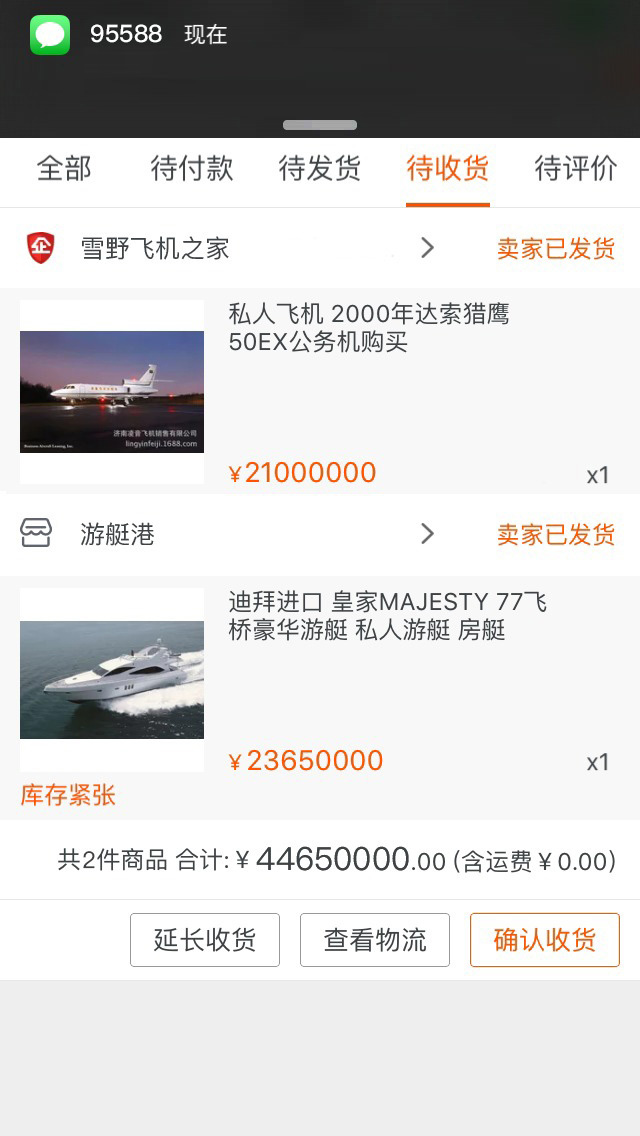 95588 现在
全部 待付款 待发货 待收货 待评价
企 雪野飞机之家 卖家已发货
私人飞机 2000年达索猎鹰
50EX公务机购买
济南凌音飞机销售有限公司
lingyinfeiji.1688.com
Business Aircraft Leasing, Inc.
¥21000000 x1
游艇港 卖家已发货
迪拜进口 皇家MAJESTY 77飞
桥豪华游艇 私人游艇 房艇
¥23650000 x1
库存紧张
共2件商品 合计: ¥ 44650000.00 (含运费 ¥ 0.00)
延长收货 查看物流 确认收货